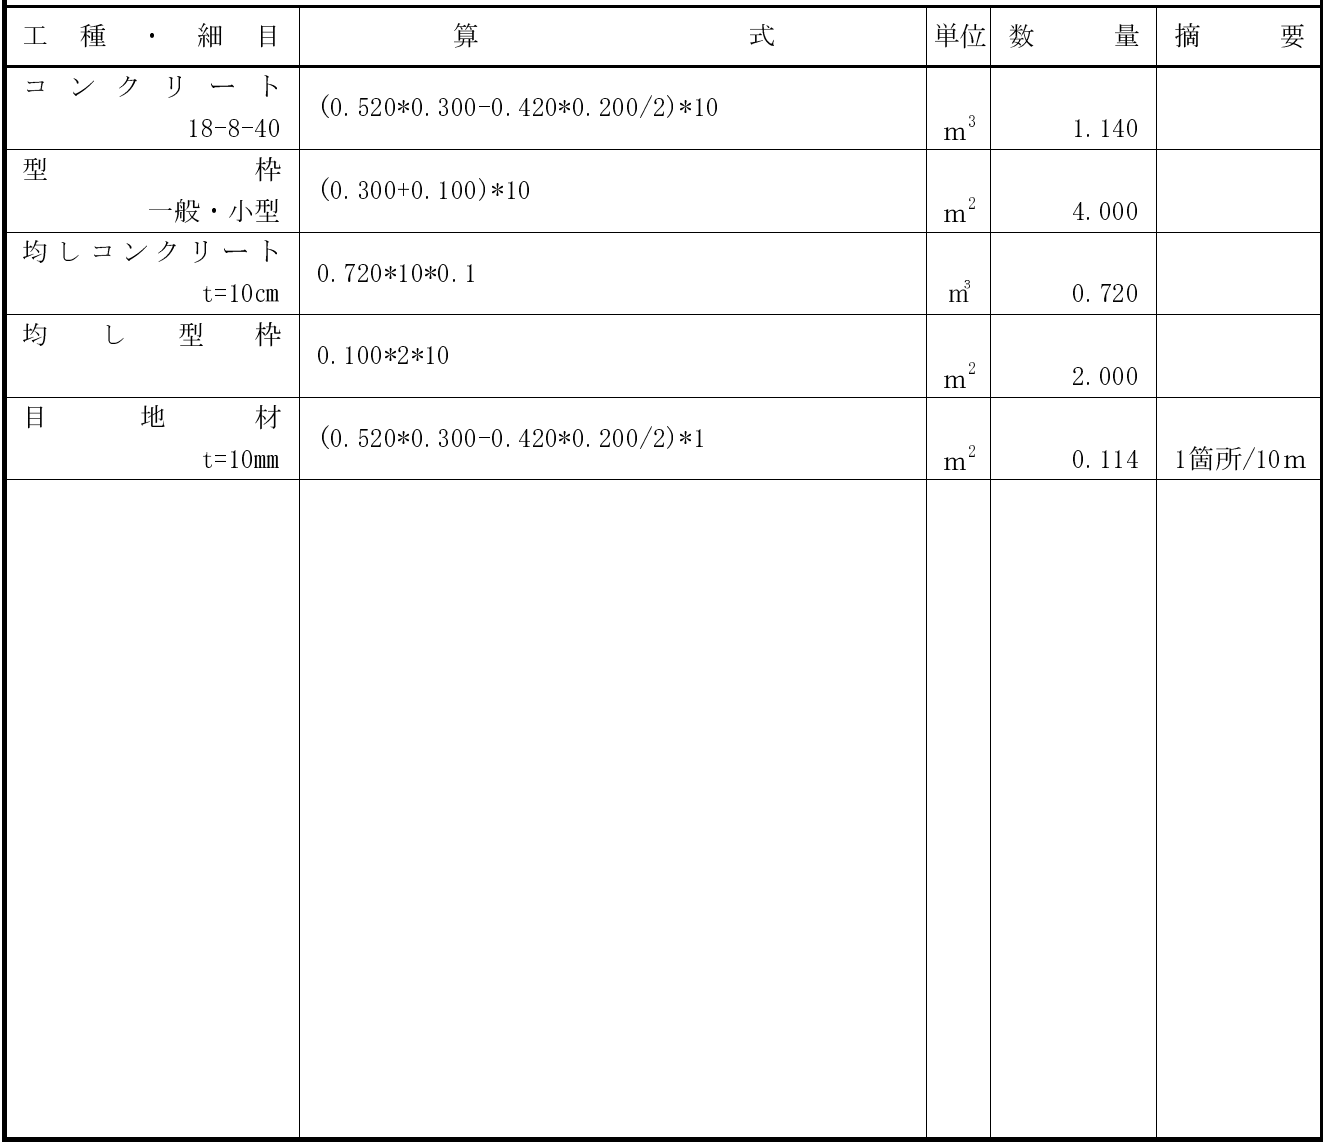 工種・細目 算式 単位 数量 摘要
コンクリート
(0.520*0.300-0.420*0.200/2)*10
18-8-40 m3 1.140
型枠
(0.300+0.100)*10
一般・小型 m2 4.000
均しコンクリート
0.720*10*0.1
t=10cm m3 0.720
均し型枠
0.100*2*10
m2 2.000
目地材
(0.520*0.300-0.420*0.200/2)*1
t=10mm m2 0.114 1箇所/10m